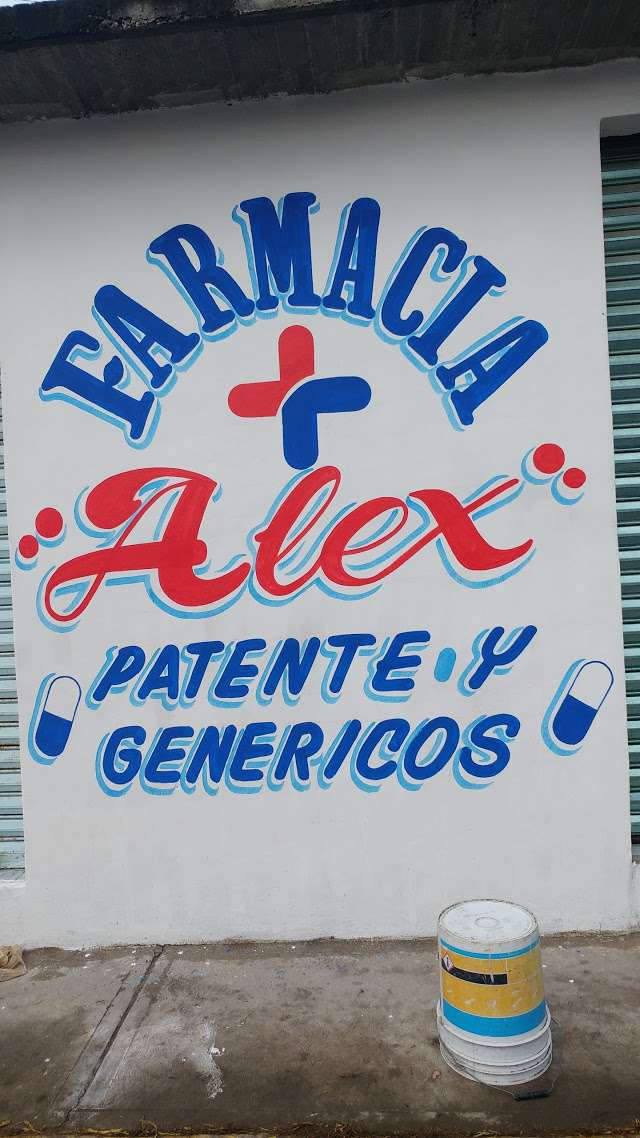 FARMACIA
"Alex"
PATENTE Y
GENERICOS